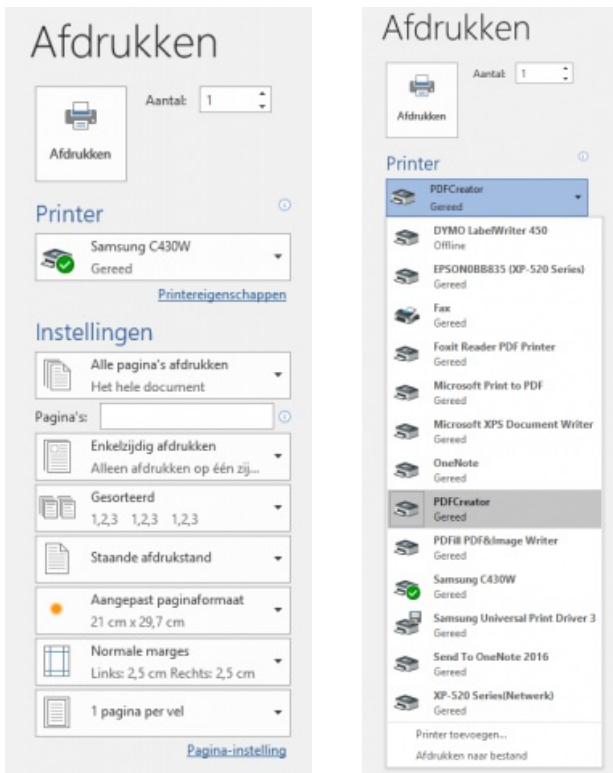 Afdrukken
Aantal: 1
Afdrukken
Printer
Samsung C430W
Gereed
Printereigenschappen
Instellingen
Alle pagina's afdrukken
Het hele document
Pagina's:
Enkelzijdig afdrukken
Alleen afdrukken op één zij...
Gesorteerd
1,2,3 1,2,3 1,2,3
Staande afdrukstand
Aangepast paginaformaat
21 cm x 29,7 cm
Normale marges
Links: 2,5 cm Rechts: 2,5 cm
1 pagina per vel
Pagina-instelling
Afdrukken
Aantal: 1
Afdrukken
Printer
PDFCreator
Gereed
DYMO LabelWriter 450
Offline
EPSON0BB835 (XP-520 Series)
Gereed
Fax
Gereed
Foxit Reader PDF Printer
Gereed
Microsoft Print to PDF
Gereed
Microsoft XPS Document Writer
Gereed
OneNote
Gereed
PDFCreator
Gereed
PDFill PDF&Image Writer
Gereed
Samsung C430W
Gereed
Samsung Universal Print Driver 3
Gereed
Send To OneNote 2016
Gereed
XP-520 Series(Netwerk)
Gereed
Printer toevoegen...
Afdrukken naar bestand